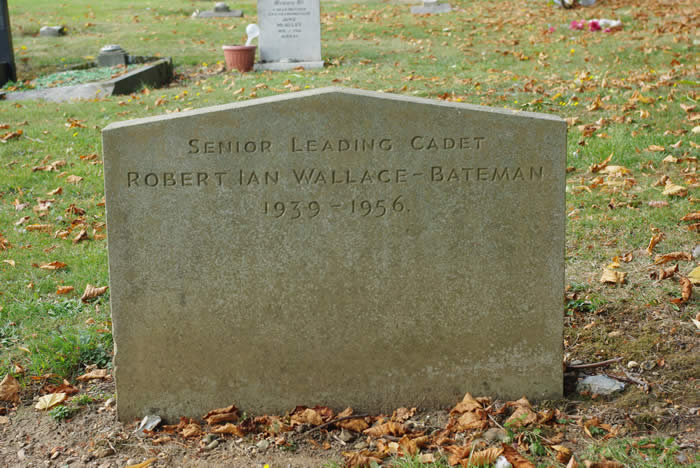 Senior Leading Cadet
Robert Ian Wallace-Bateman
1939-1956.